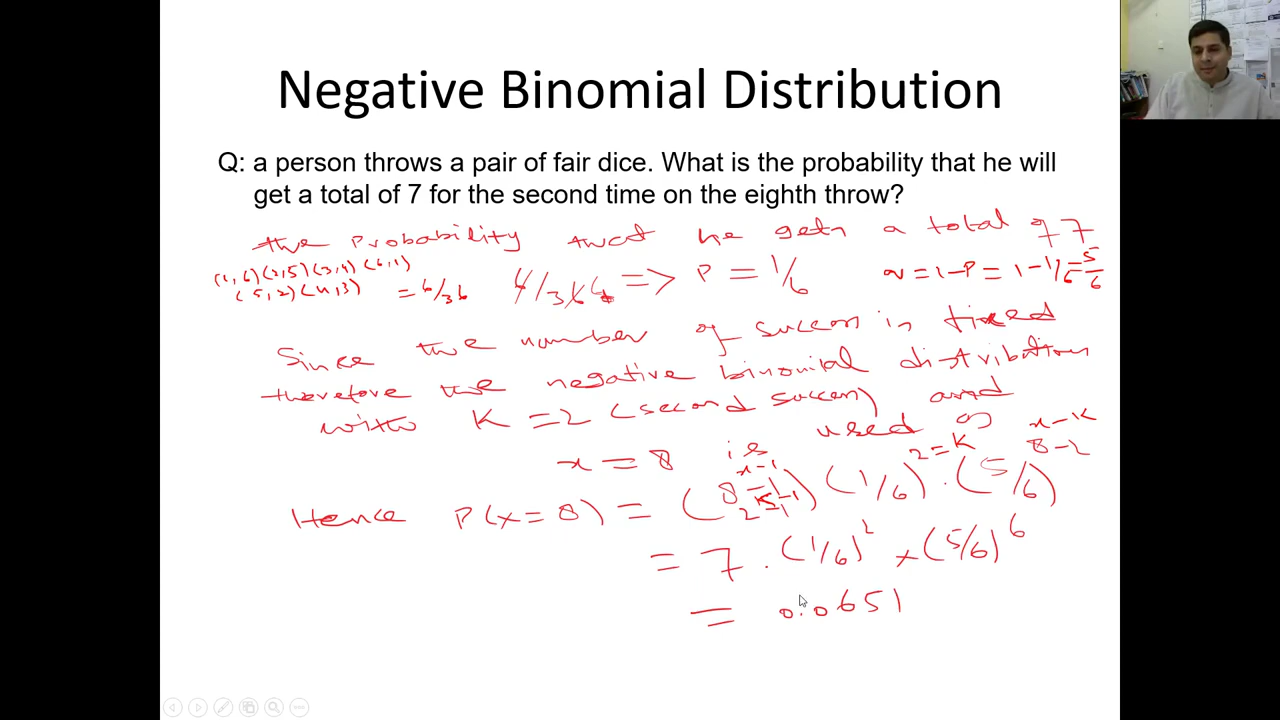 Negative Binomial Distribution
Q: a person throws a pair of fair dice. What is the probability that he will
get a total of 7 for the second time on the eighth throw?
the Probability that he gets a total of 7
(1,6)(2,5)(3,4)(6,1)
(5,2)(4,3) = 6/36 => P = 1/6 q = 1-P = 1-1/6 = 5/6
Since the number of success is fixed
therefore the negative binomial distribution
with K = 2 (second success) and
x = 8 is used as
Hence P(x=8) = (8-1 2-1) (1/6)^2=K . (5/6)^8-2
x-1 K-1 x-K
= 7 . (1/6)^2 × (5/6)^6
= 0.0651